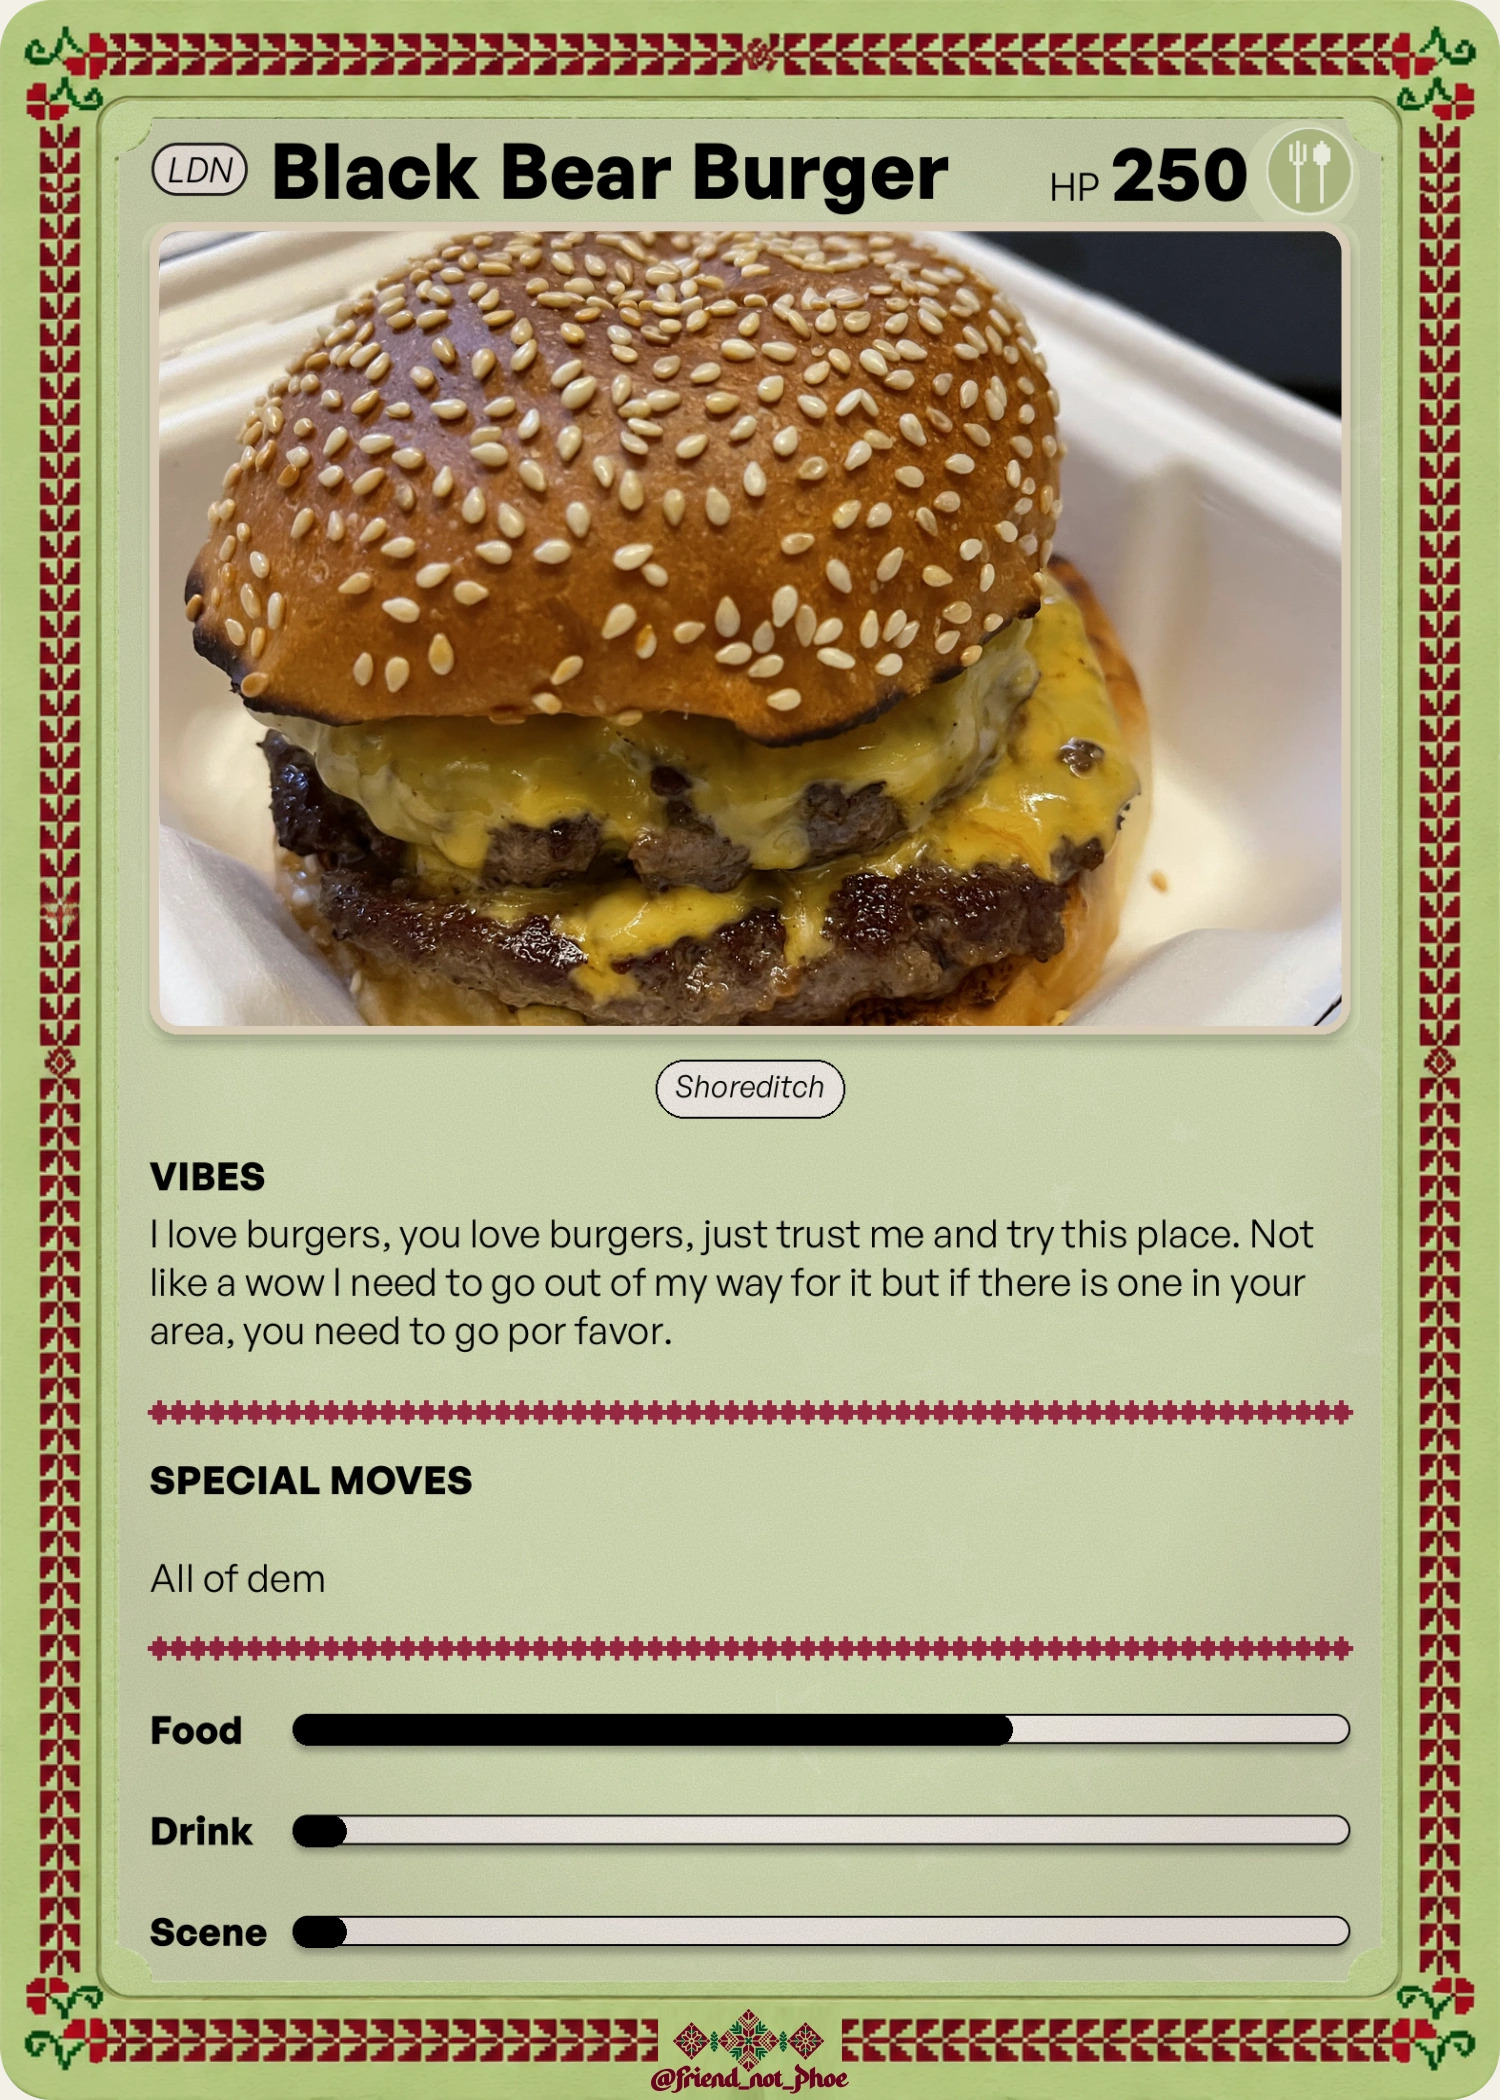 LDN Black Bear Burger HP 250
Shoreditch
VIBES
I love burgers, you love burgers, just trust me and try this place. Not
like a wow I need to go out of my way for it but if there is one in your
area, you need to go por favor.
SPECIAL MOVES
All of dem
Food
Drink
Scene
@friend_not_Phoe